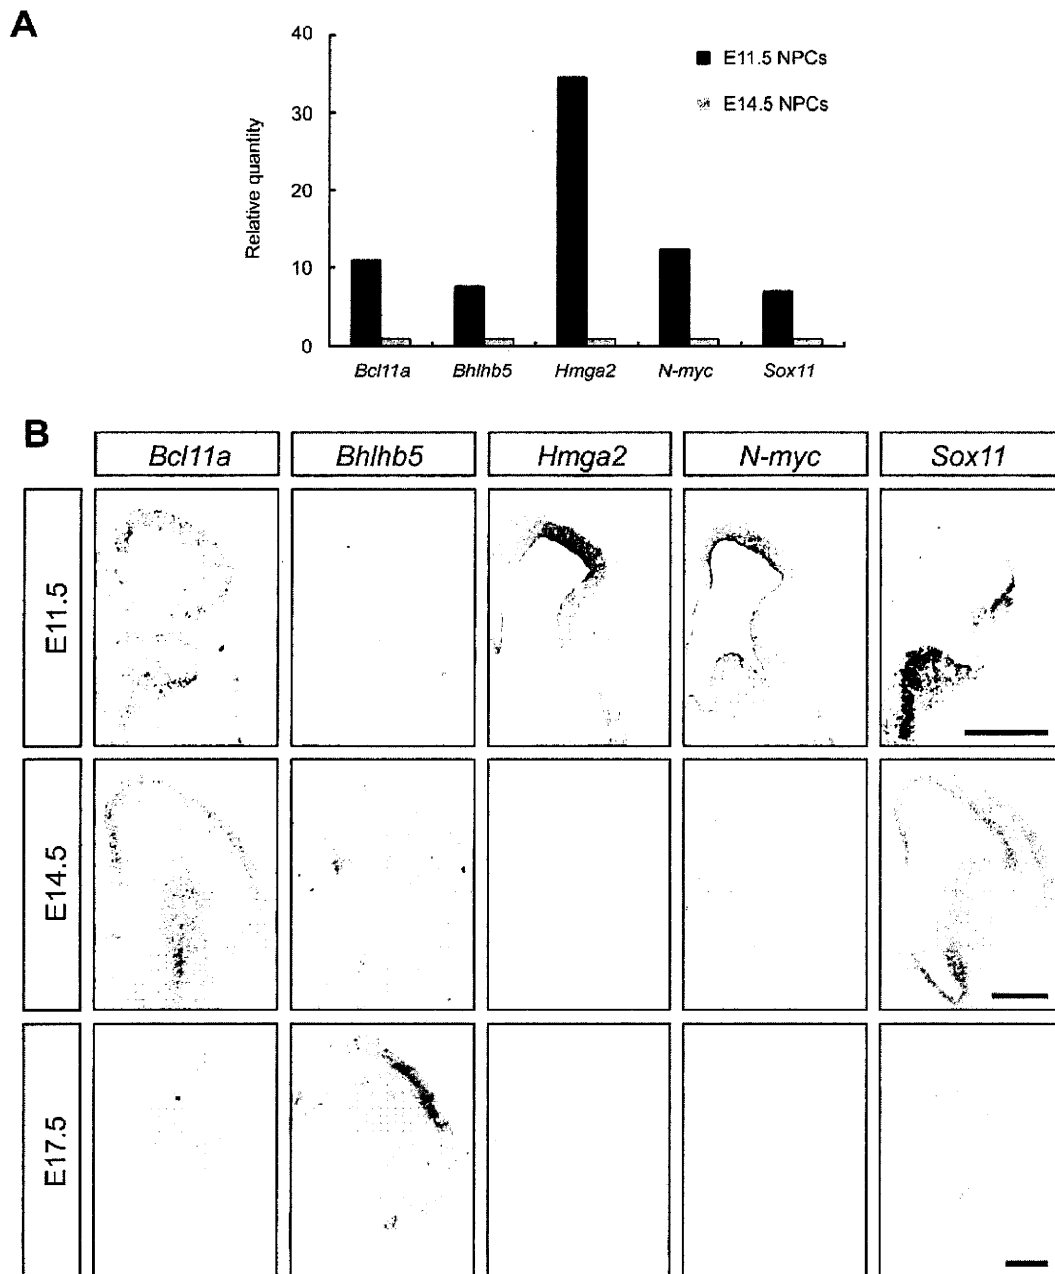 A
40
30
20
10
0
Relative quantity
E11.5 NPCs
E14.5 NPCs
Bcl11a Bhlhb5 Hmga2 N-myc Sox11
B
Bcl11a Bhlhb5 Hmga2 N-myc Sox11
E11.5
E14.5
E17.5